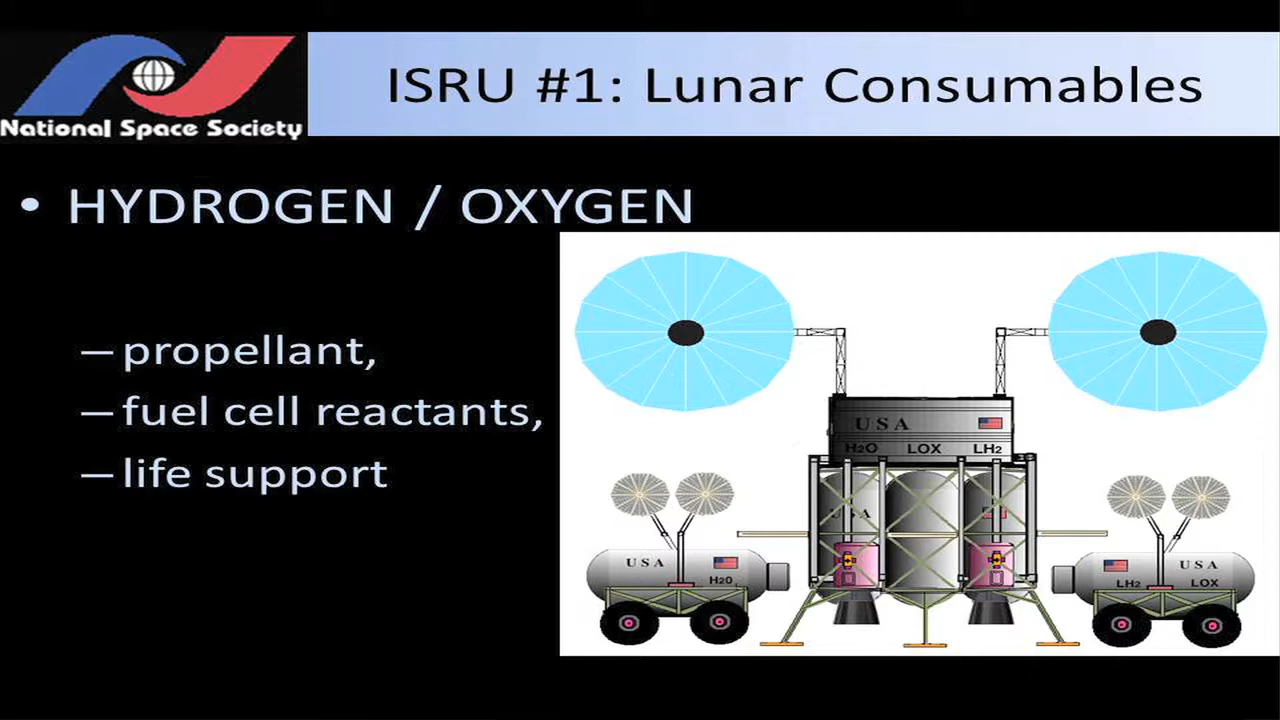 National Space Society
ISRU #1: Lunar Consumables
• HYDROGEN / OXYGEN
– propellant,
– fuel cell reactants,
– life support
USA
H2O LOX LH2
USA
USA
H2O
USA
LH2 LOX